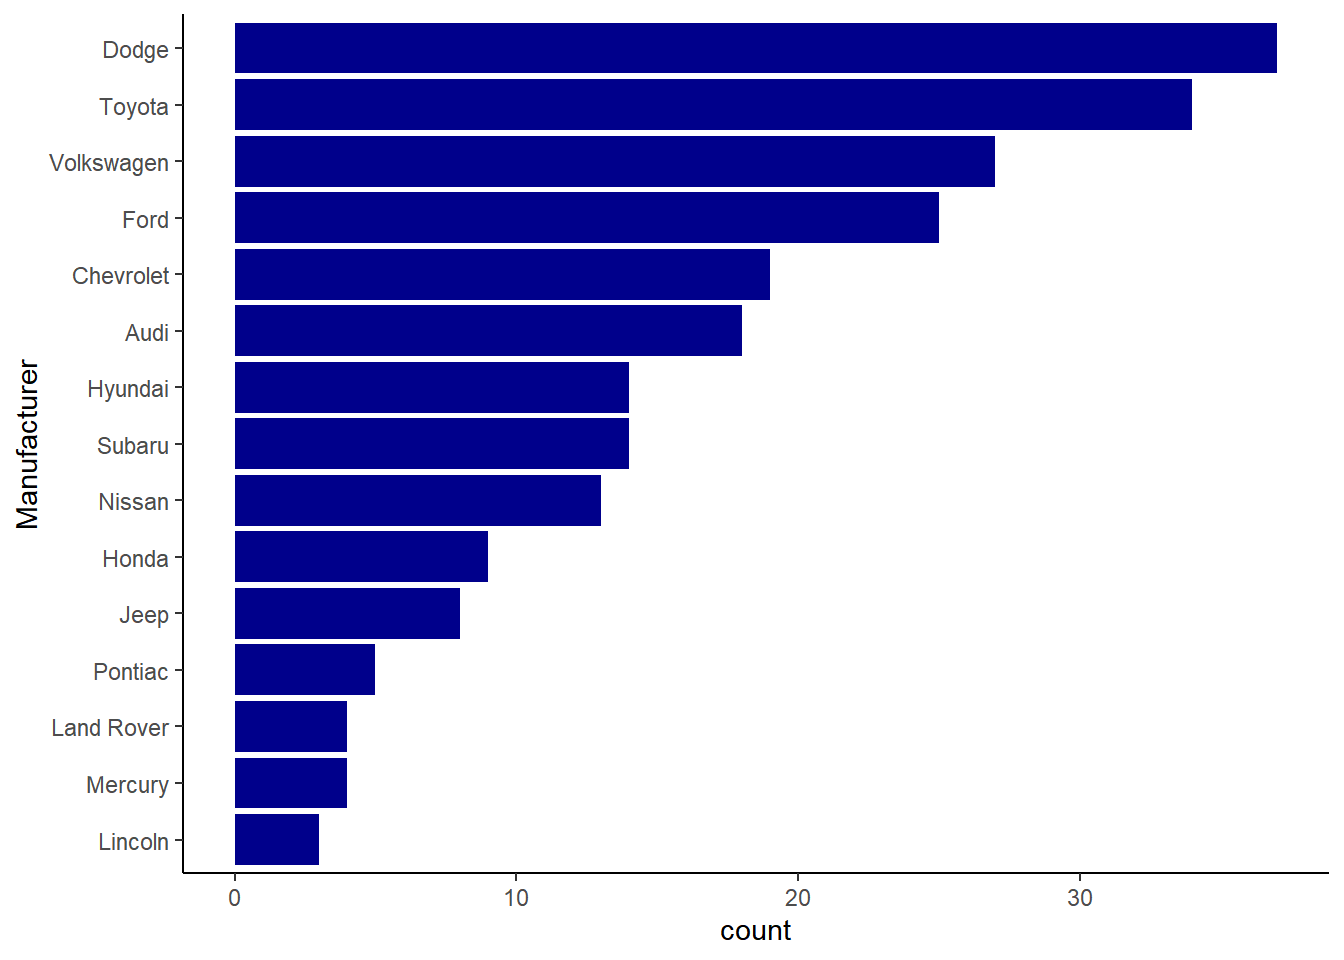 Dodge
Toyota
Volkswagen
Ford
Chevrolet
Audi
Hyundai
Subaru
Nissan
Honda
Jeep
Pontiac
Land Rover
Mercury
Lincoln
Manufacturer
0 10 20 30
count